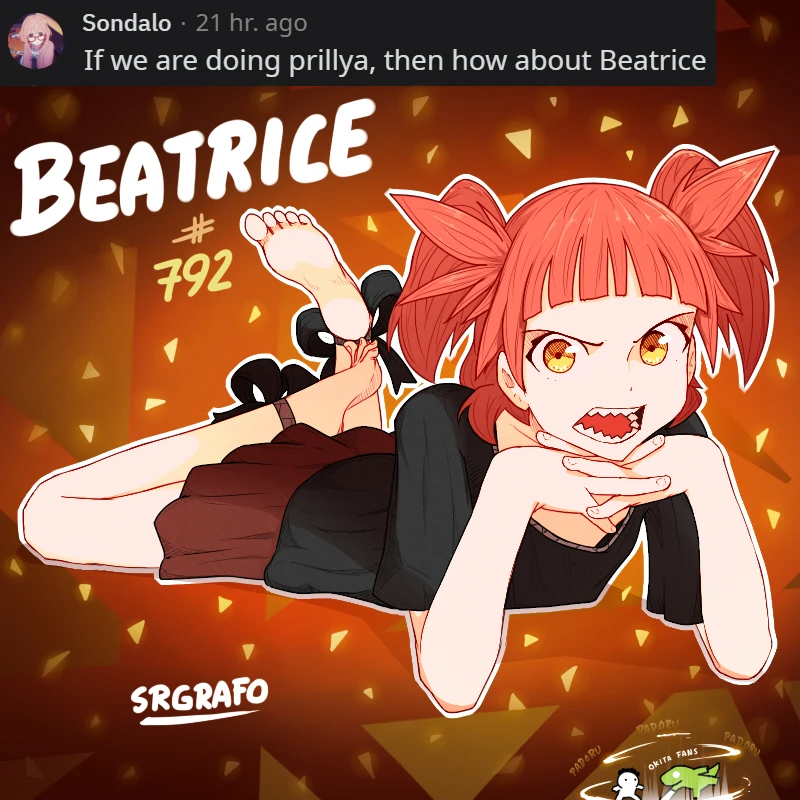 Sondalo · 21 hr. ago
If we are doing prillya, then how about Beatrice
BEATRICE
#
792
SRGRAFO
PADORU
PADORU
PADORU
OKITA FANS